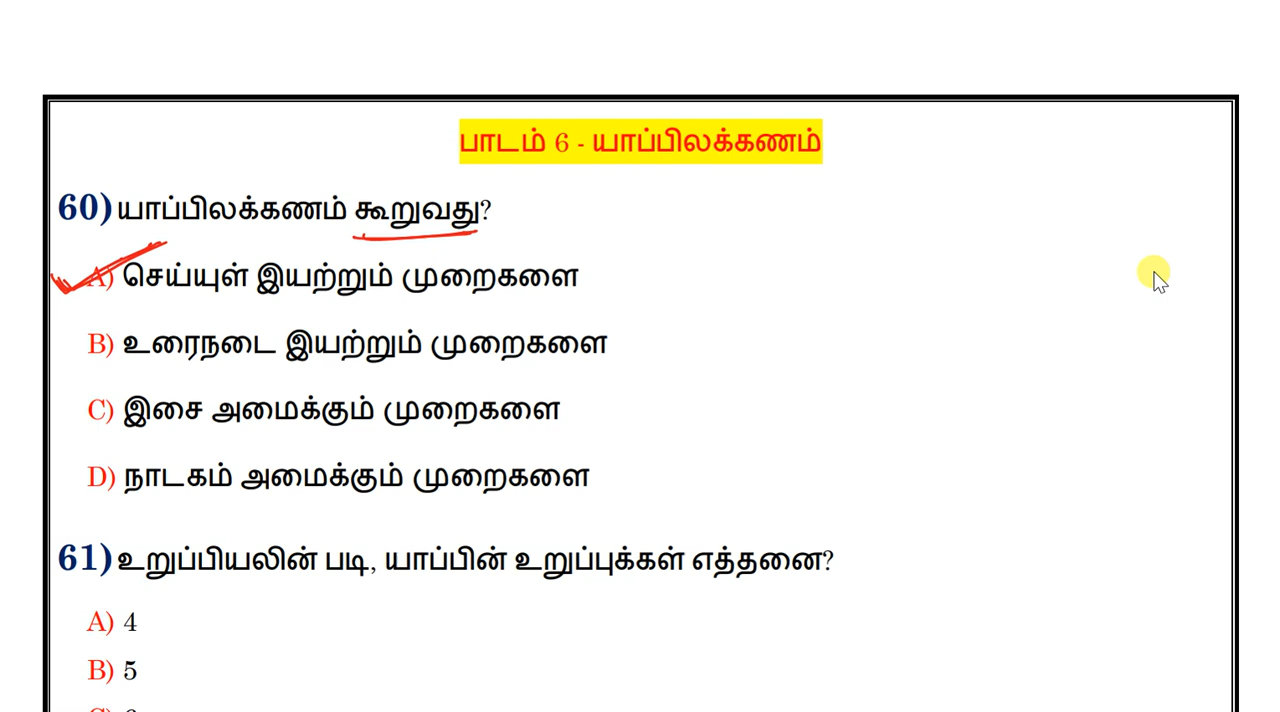 பாடம் 6 - யாப்பிலக்கணம்
60) யாப்பிலக்கணம் கூறுவது?
A) செய்யுள் இயற்றும் முறைகளை
B) உரைநடை இயற்றும் முறைகளை
C) இசை அமைக்கும் முறைகளை
D) நாடகம் அமைக்கும் முறைகளை
61) உறுப்பியலின் படி, யாப்பின் உறுப்புக்கள் எத்தனை?
A) 4
B) 5